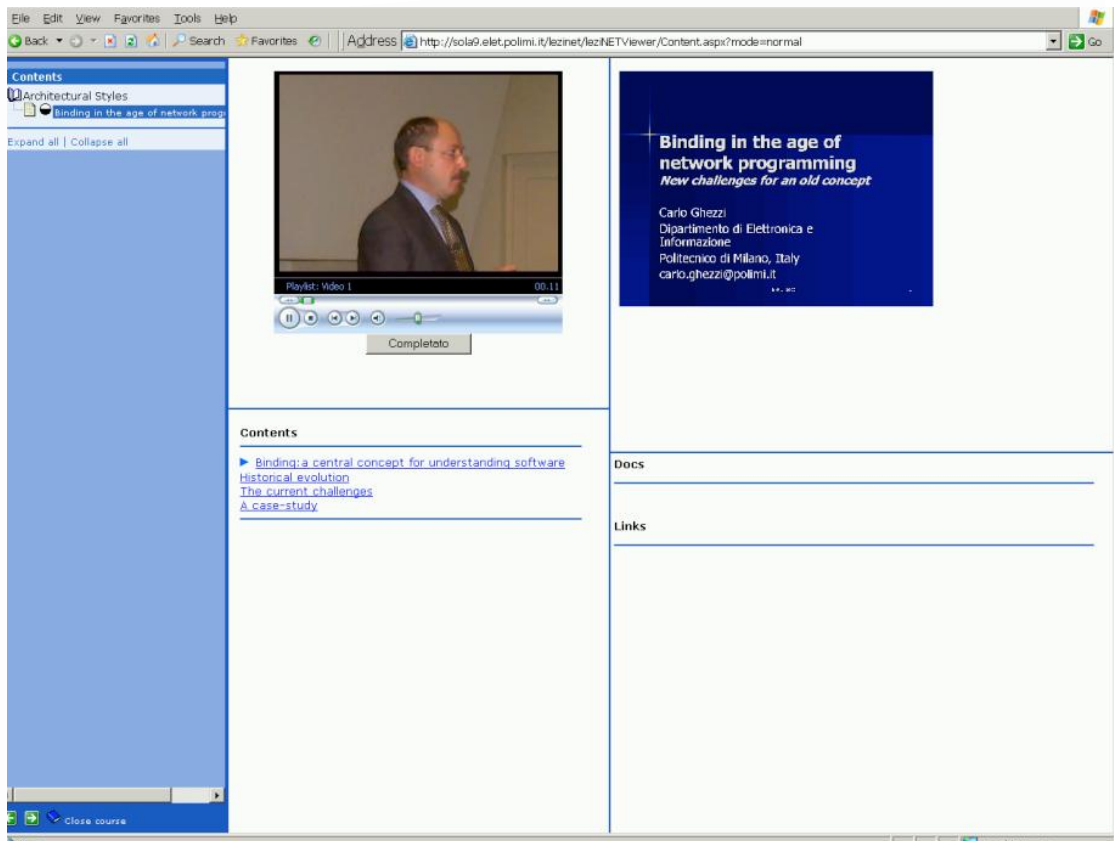 File Edit View Favorites Tools Help
Back Search Favorites Address http://sola9.elet.polimi.it/lezinet/leziNETViewer/Content.aspx?mode=normal Go
Contents
Architectural Styles
Binding in the age of network prog
Expand all | Collapse all
Close course
Playlist: Video 1 00:11
Completato
Binding in the age of
network programming
New challenges for an old concept
Carlo Ghezzi
Dipartimento di Elettronica e
Informazione
Politecnico di Milano, Italy
carlo.ghezzi@polimi.it
Contents
Binding:a central concept for understanding software
Historical evolution
The current challenges
A case-study
Docs
Links